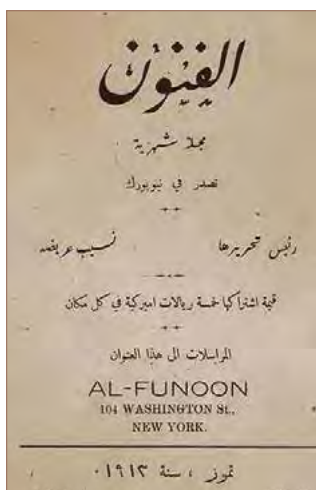 الفنون
مجلة شهرية
تصدر في نيويورك
رئيس تحريرها نسيب عريضه
قيمة اشتراكها خمسة ريالات اميركية في كل مكان
المراسلات الى هذا العنوان
AL-FUNOON
104 WASHINGTON St.,
NEW YORK.
تموز ، سنة ١٩١٣